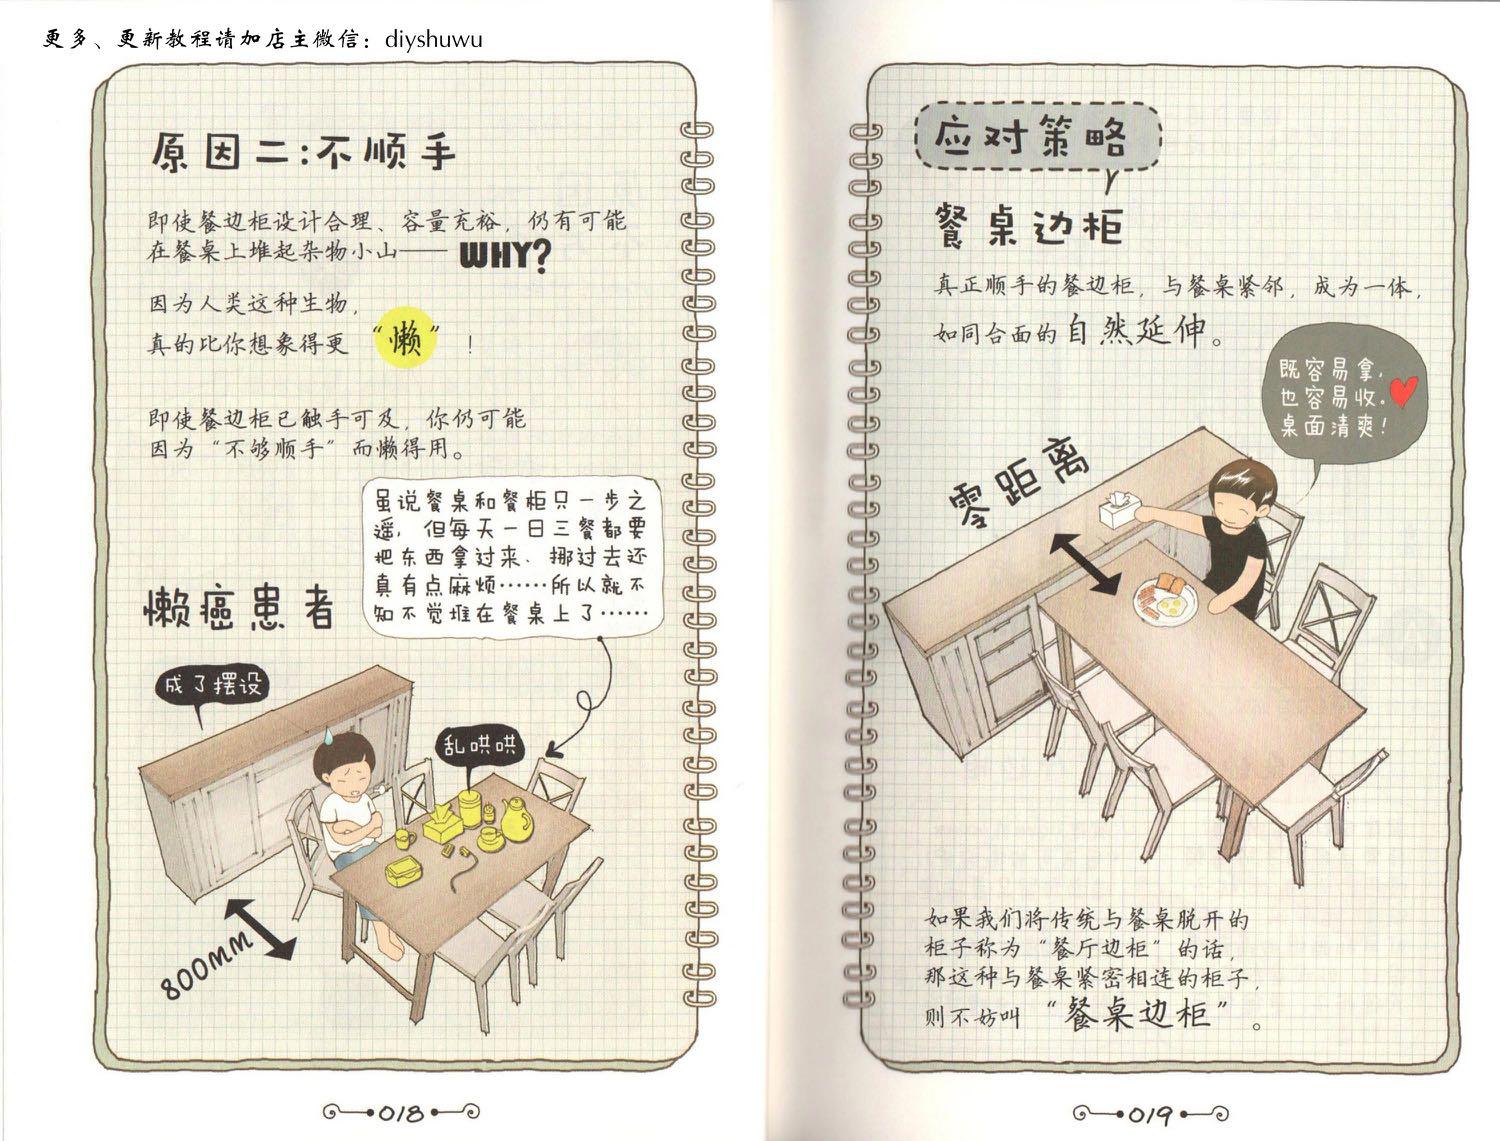 更多、更新教程请加店主微信：diyshuwu
原因二：不顺手
即使餐边柜设计合理、容量充裕，仍有可能
在餐桌上堆起杂物小山——WHY?
因为人类这种生物，
真的比你想象得更“懒”！
即使餐边柜已触手可及，你仍可能
因为“不够顺手”而懒得用。
虽说餐桌和餐柜只一步之
遥，但每天一日三餐都要
把东西拿过来、挪过去还
真有点麻烦……所以就不
知不觉堆在餐桌上了……
懒癌患者
成了摆设
乱哄哄
800mm
018
应对策略
餐桌边柜
真正顺手的餐边柜，与餐桌紧邻，成为一体，
如同台面的自然延伸。
既容易拿，
也容易收。
桌面清爽！
零距离
如果我们将传统与餐桌脱开的
柜子称为“餐厅边柜”的话，
那这种与餐桌紧密相连的柜子，
则不妨叫“餐桌边柜”。
019